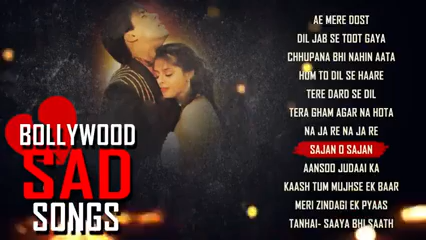 BOLLYWOOD
SAD
SONGS
AE MERE DOST
DIL JAB SE TOOT GAYA
CHHUPANA BHI NAHIN AATA
HUM TO DIL SE HAARE
TERE DARD SE DIL
TERA GHAM AGAR NA HOTA
NA JA RE NA JA RE
SAJAN O SAJAN
AANSOO JUDAAI KA
KAASH TUM MUJHSE EK BAAR
MERI ZINDAGI EK PYAAS
TANHAI- SAAYA BHI SAATH